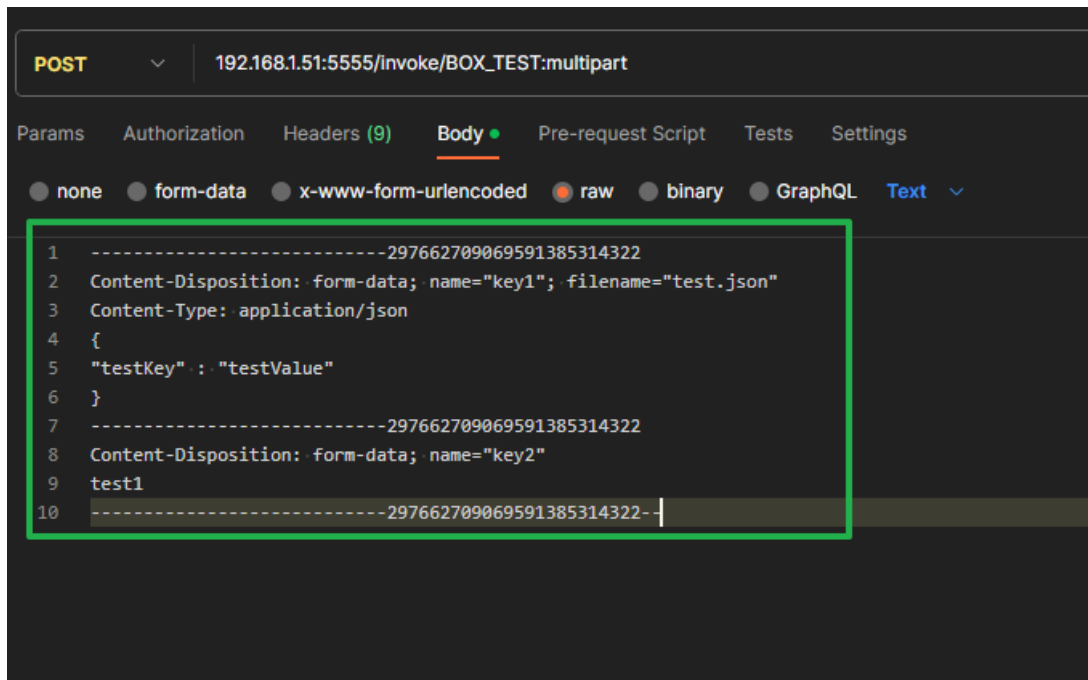 POST 192.168.1.51:5555/invoke/BOX_TEST:multipart
Params Authorization Headers (9) Body Pre-request Script Tests Settings
none form-data x-www-form-urlencoded raw binary GraphQL Text
1 -----------------------------297662709069591385314322
2 Content-Disposition: form-data; name="key1"; filename="test.json"
3 Content-Type: application/json
4 {
5 "testKey" : "testValue"
6 }
7 -----------------------------297662709069591385314322
8 Content-Disposition: form-data; name="key2"
9 test1
10 -----------------------------297662709069591385314322--